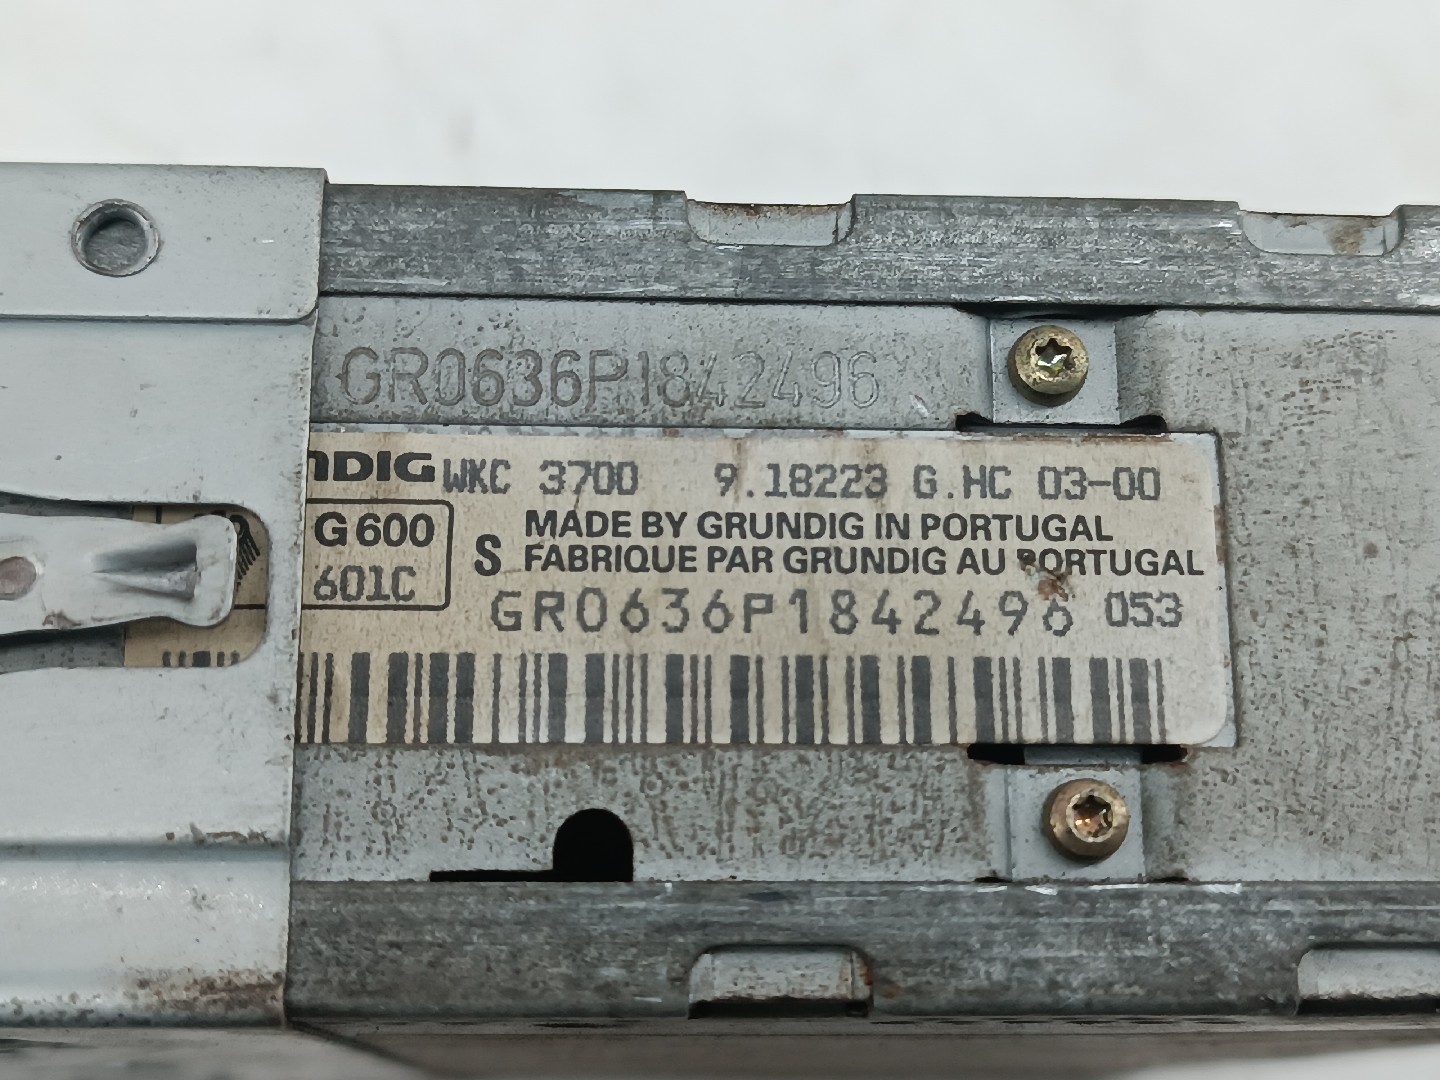 GR0636P1842496
NDIG WKC 3700 9.18223 G.HC 03-00
G600
601C
S MADE BY GRUNDIG IN PORTUGAL
FABRIQUE PAR GRUNDIG AU PORTUGAL
GR0636P1842496 053